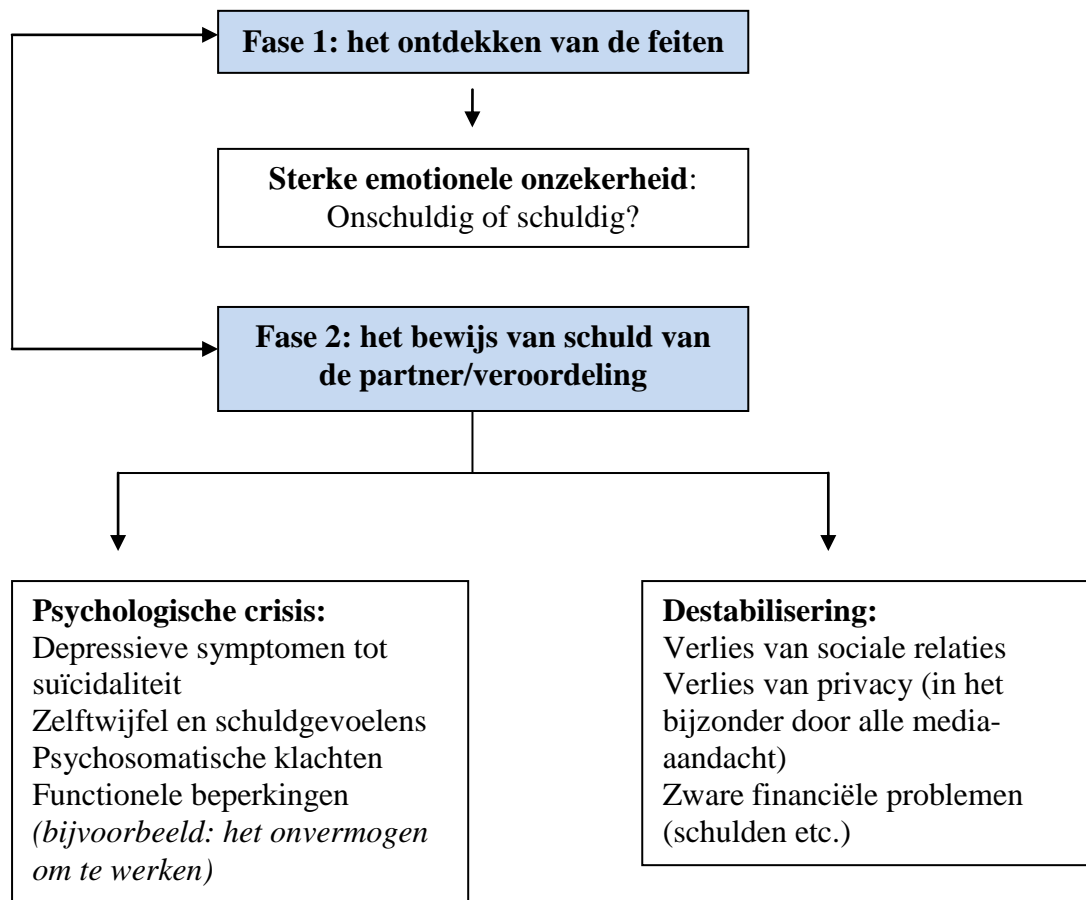 Fase 1: het ontdekken van de feiten
Sterke emotionele onzekerheid:
Onschuldig of schuldig?
Fase 2: het bewijs van schuld van
de partner/veroordeling
Psychologische crisis:
Depressieve symptomen tot
suïcidaliteit
Zelftwijfel en schuldgevoelens
Psychosomatische klachten
Functionele beperkingen
(bijvoorbeeld: het onvermogen
om te werken)
Destabilisering:
Verlies van sociale relaties
Verlies van privacy (in het
bijzonder door alle media-
aandacht)
Zware financiële problemen
(schulden etc.)